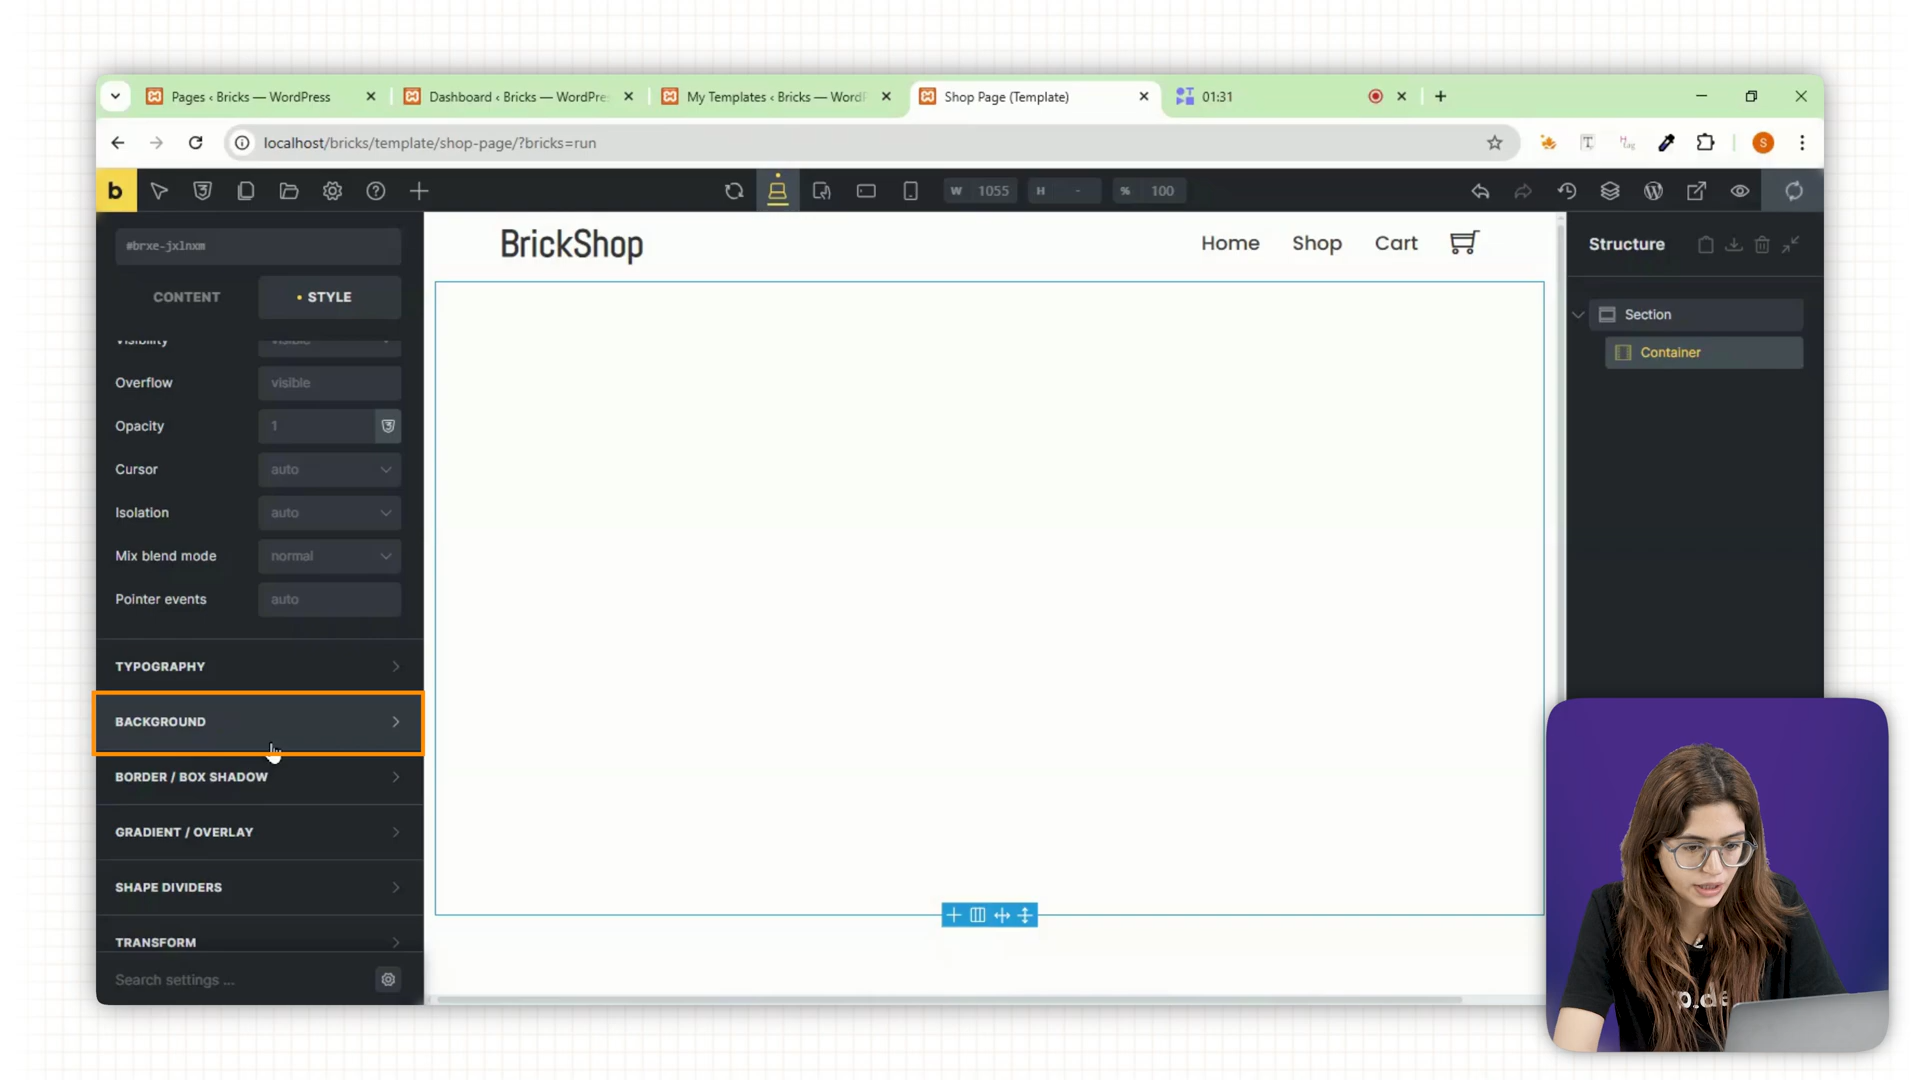 Pages ‹ Bricks — WordPress
Dashboard ‹ Bricks — WordPre
My Templates ‹ Bricks — Word
Shop Page (Template)
01:31
localhost/bricks/template/shop-page/?bricks=run
S
b
W 1055
H -
% 100
#brxe-jxlnxm
CONTENT
STYLE
Visibility
visible
Overflow
visible
Opacity
1
Cursor
auto
Isolation
auto
Mix blend mode
normal
Pointer events
auto
TYPOGRAPHY
BACKGROUND
BORDER / BOX SHADOW
GRADIENT / OVERLAY
SHAPE DIVIDERS
TRANSFORM
Search settings ...
BrickShop
Home
Shop
Cart
Structure
Section
Container